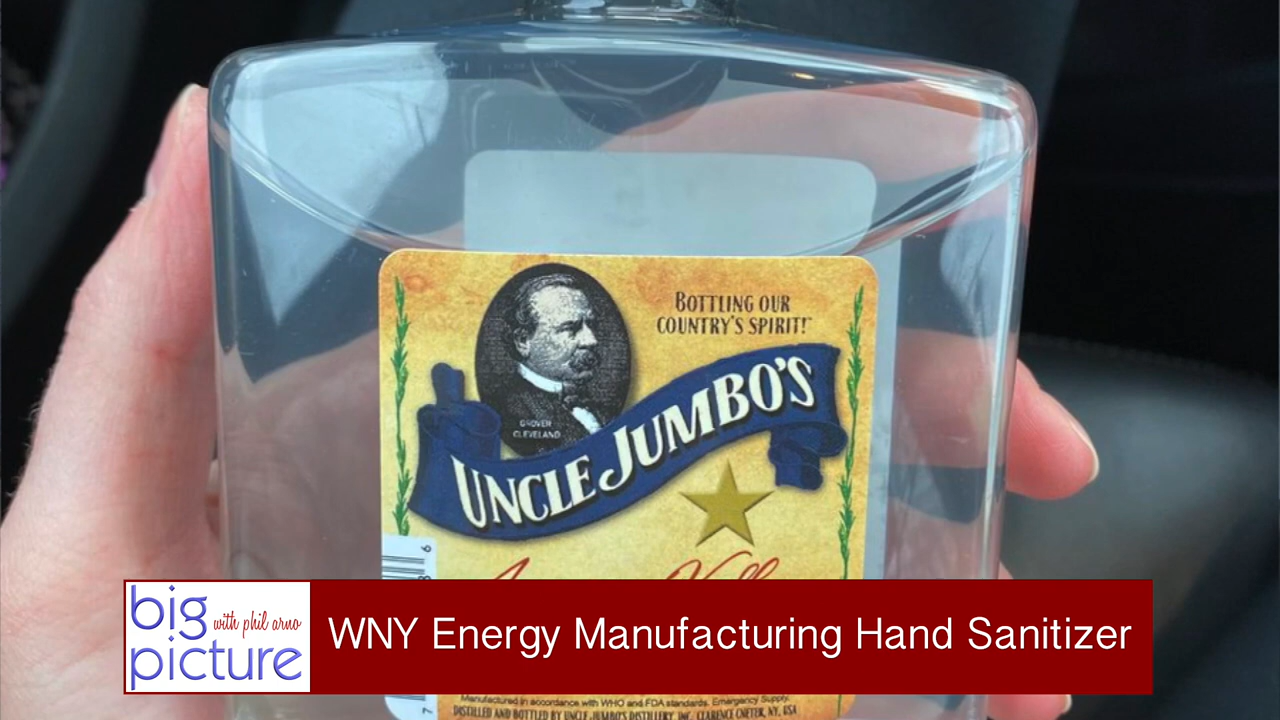 BOTTLING OUR
COUNTRY'S SPIRIT!™
GROVER
CLEVELAND
UNCLE JUMBO'S
big
picture
with phil arno
WNY Energy Manufacturing Hand Sanitizer
Manufactured in accordance with WHO and FDA standards. Emergency Supply.
DISTILLED AND BOTTLED BY UNCLE JUMBO'S DISTILLERY, INC. CLARENCE CNETER, NY, USA